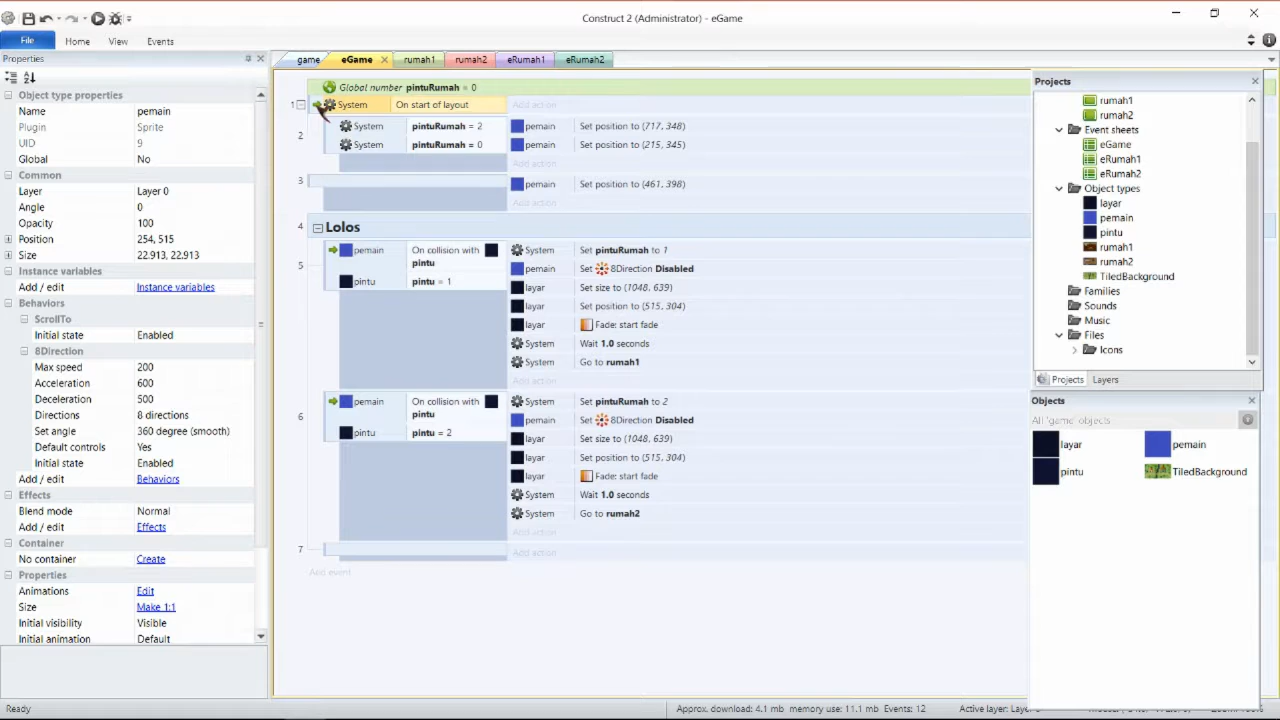 Construct 2 (Administrator) - eGame
File
Home
View
Events
Properties
Object type properties
Name pemain
Plugin Sprite
UID 9
Global No
Common
Layer Layer 0
Angle 0
Opacity 100
Position 254, 515
Size 22.913, 22.913
Instance variables
Add / edit Instance variables
Behaviors
ScrollTo
Initial state Enabled
8Direction
Max speed 200
Acceleration 600
Deceleration 500
Directions 8 directions
Set angle 360 degree (smooth)
Default controls Yes
Initial state Enabled
Add / edit Behaviors
Effects
Blend mode Normal
Add / edit Effects
Container
No container Create
Properties
Animations Edit
Size Make 1:1
Initial visibility Visible
Initial animation Default
game
eGame
rumah1
rumah2
eRumah1
eRumah2
Global number pintuRumah = 0
1 System On start of layout Add action
2 System pintuRumah = 2 pemain Set position to (717, 348)
System pintuRumah = 0 pemain Set position to (215, 345)
Add action
3 pemain Set position to (461, 398)
Add action
4 Lolos
5 pemain On collision with pintu System Set pintuRumah to 1
pemain Set 8Direction Disabled
pintu pintu = 1 layar Set size to (1048, 639)
layar Set position to (515, 304)
layar Fade: start fade
System Wait 1.0 seconds
System Go to rumah1
Add action
6 pemain On collision with pintu System Set pintuRumah to 2
pemain Set 8Direction Disabled
pintu pintu = 2 layar Set size to (1048, 639)
layar Set position to (515, 304)
layar Fade: start fade
System Wait 1.0 seconds
System Go to rumah2
Add action
7 Add action
Add event
Projects
rumah1
rumah2
Event sheets
eGame
eRumah1
eRumah2
Object types
layar
pemain
pintu
rumah1
rumah2
TiledBackground
Families
Sounds
Music
Files
Icons
Projects
Layers
Objects
All 'game' objects
layar
pemain
pintu
TiledBackground
Ready
Approx. download: 4.1 mb memory use: 11.1 mb Events: 12
Active layer: